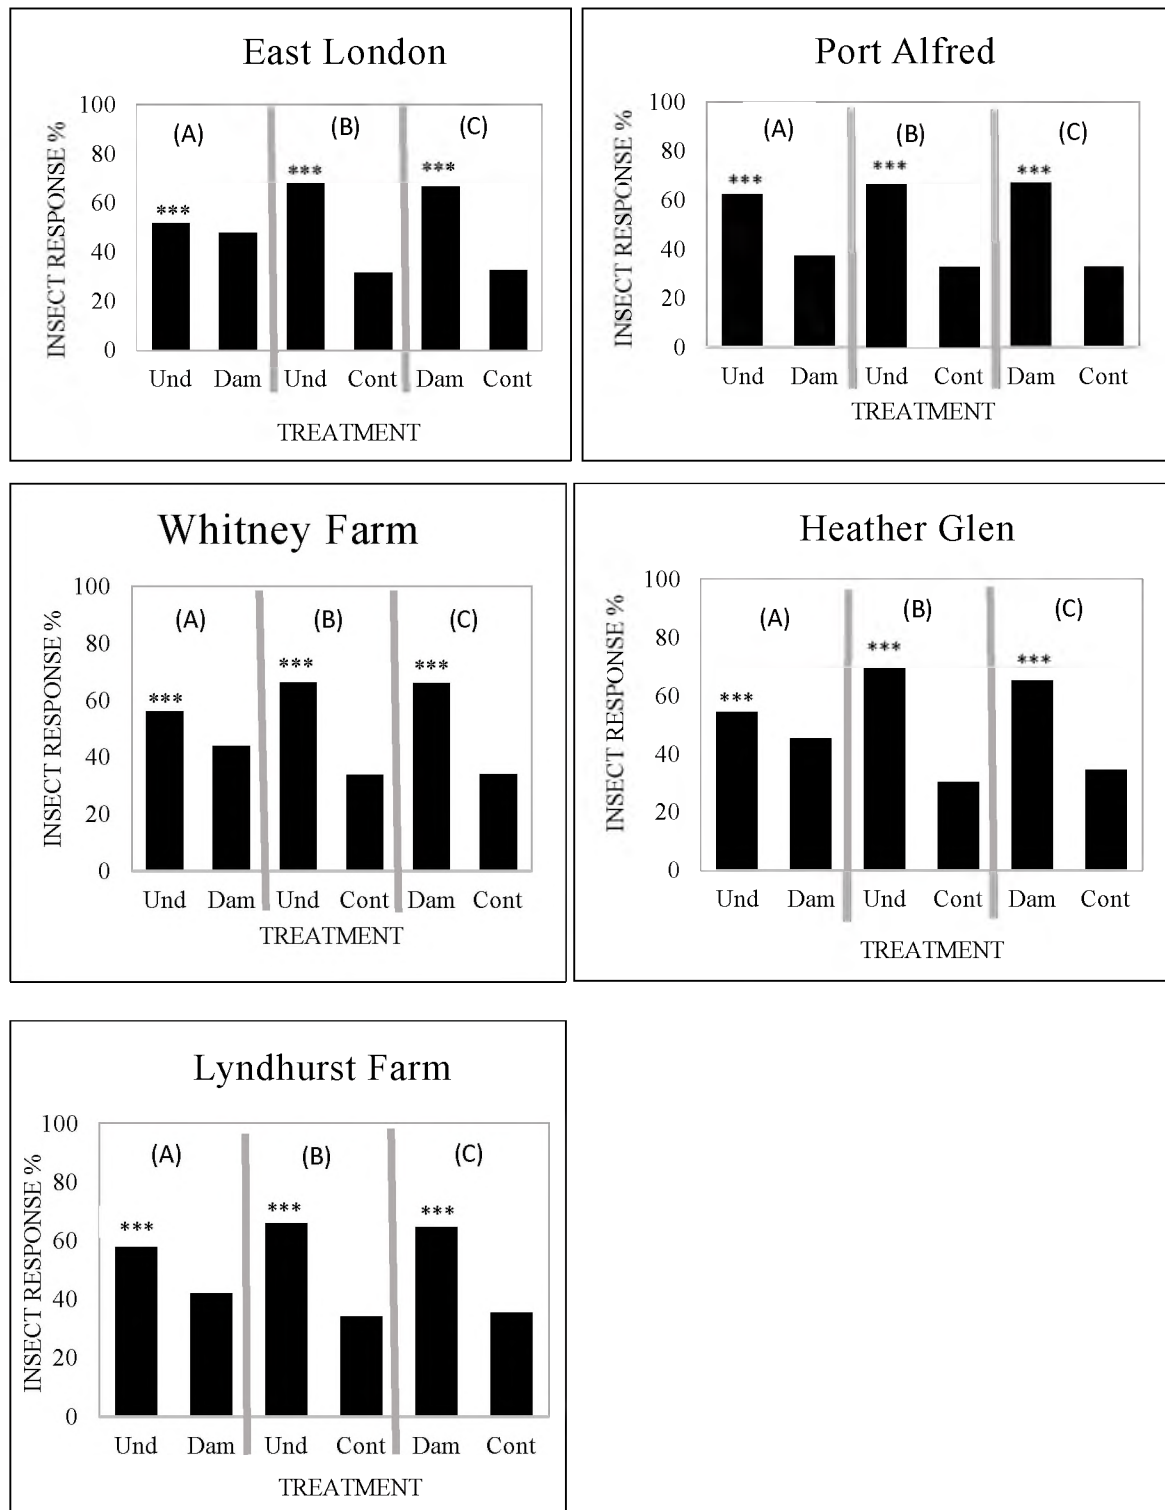 East London
INSECT RESPONSE %
100
80
60
40
20
0
(A)
(B)
(C)
***
***
***
Und Dam Und Cont Dam Cont
TREATMENT
Port Alfred
INSECT RESPONSE %
100
80
60
40
20
0
(A)
(B)
(C)
***
***
***
Und Dam Und Cont Dam Cont
TREATMENT
Whitney Farm
INSECT RESPONSE %
100
80
60
40
20
0
(A)
(B)
(C)
***
***
***
Und Dam Und Cont Dam Cont
TREATMENT
Heather Glen
INSECT RESPONSE %
100
80
60
40
20
0
(A)
(B)
(C)
***
***
***
Und Dam Und Cont Dam Cont
TREATMENT
Lyndhurst Farm
INSECT RESPONSE %
100
80
60
40
20
0
(A)
(B)
(C)
***
***
***
Und Dam Und Cont Dam Cont
TREATMENT